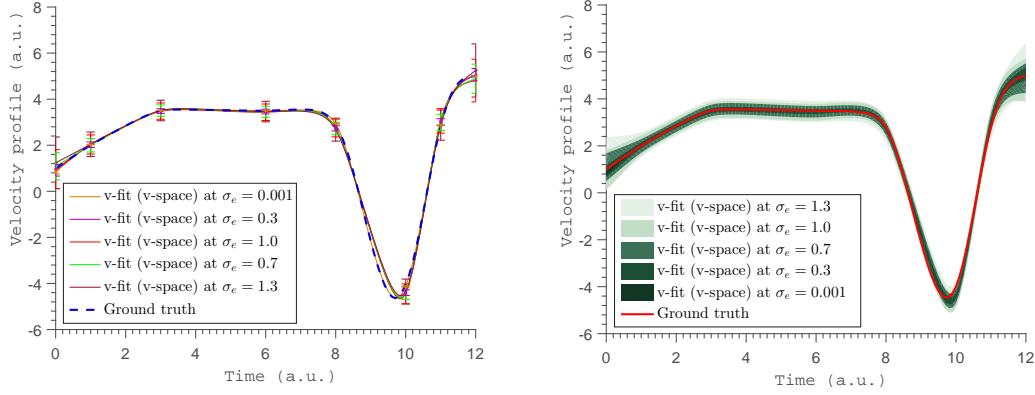 Velocity profile (a.u.)
8
6
4
2
0
-2
-4
-6
v-fit (v-space) at σₑ = 0.001
v-fit (v-space) at σₑ = 0.3
v-fit (v-space) at σₑ = 1.0
v-fit (v-space) at σₑ = 0.7
v-fit (v-space) at σₑ = 1.3
Ground truth
0 2 4 6 8 10 12
Time (a.u.)
Velocity profile (a.u.)
8
6
4
2
0
-2
-4
-6
v-fit (v-space) at σₑ = 1.3
v-fit (v-space) at σₑ = 1.0
v-fit (v-space) at σₑ = 0.7
v-fit (v-space) at σₑ = 0.3
v-fit (v-space) at σₑ = 0.001
Ground truth
0 2 4 6 8 10 12
Time (a.u.)